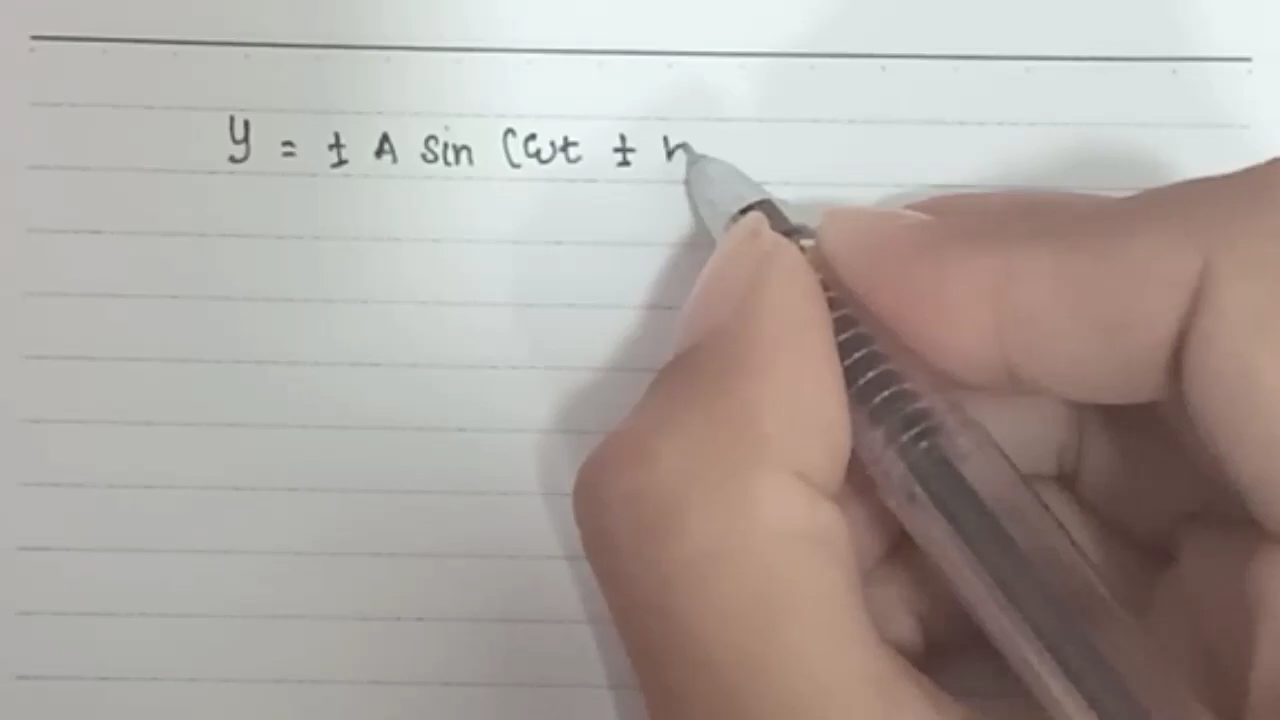 y = ± A sin (ωt ±